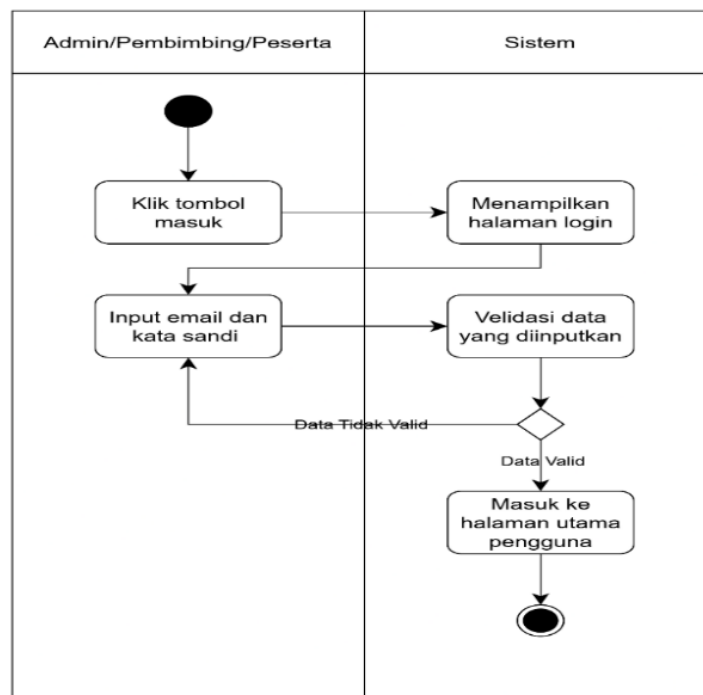 Admin/Pembimbing/Peserta
Sistem
Klik tombol
masuk
Menampilkan
halaman login
Input email dan
kata sandi
Velidasi data
yang diinputkan
Data Tidak Valid
Data Valid
Masuk ke
halaman utama
pengguna